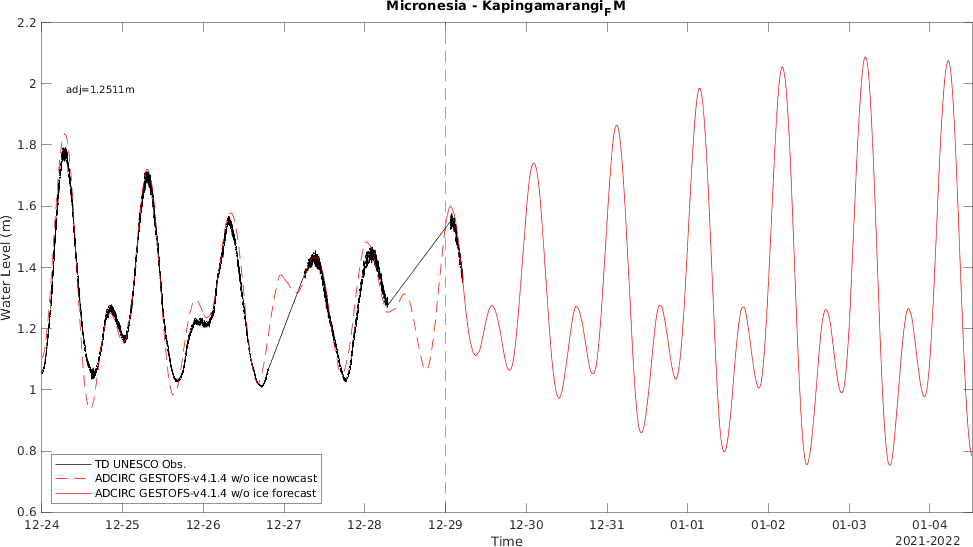 Micronesia - Kapingamarangi_FM
2.2
2
1.8
1.6
1.4
1.2
1
0.8
0.6
Water Level (m)
adj=1.2511m
TD UNESCO Obs.
ADCIRC GESTOFS-v4.1.4 w/o ice nowcast
ADCIRC GESTOFS-v4.1.4 w/o ice forecast
12-24 12-25 12-26 12-27 12-28 12-29 12-30 12-31 01-01 01-02 01-03 01-04
Time
2021-2022